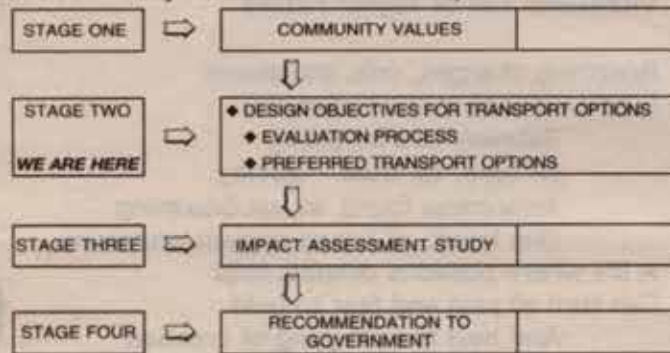 STAGE ONE
COMMUNITY VALUES
STAGE TWO
WE ARE HERE
◆ DESIGN OBJECTIVES FOR TRANSPORT OPTIONS
◆ EVALUATION PROCESS
◆ PREFERRED TRANSPORT OPTIONS
STAGE THREE
IMPACT ASSESSMENT STUDY
STAGE FOUR
RECOMMENDATION TO
GOVERNMENT